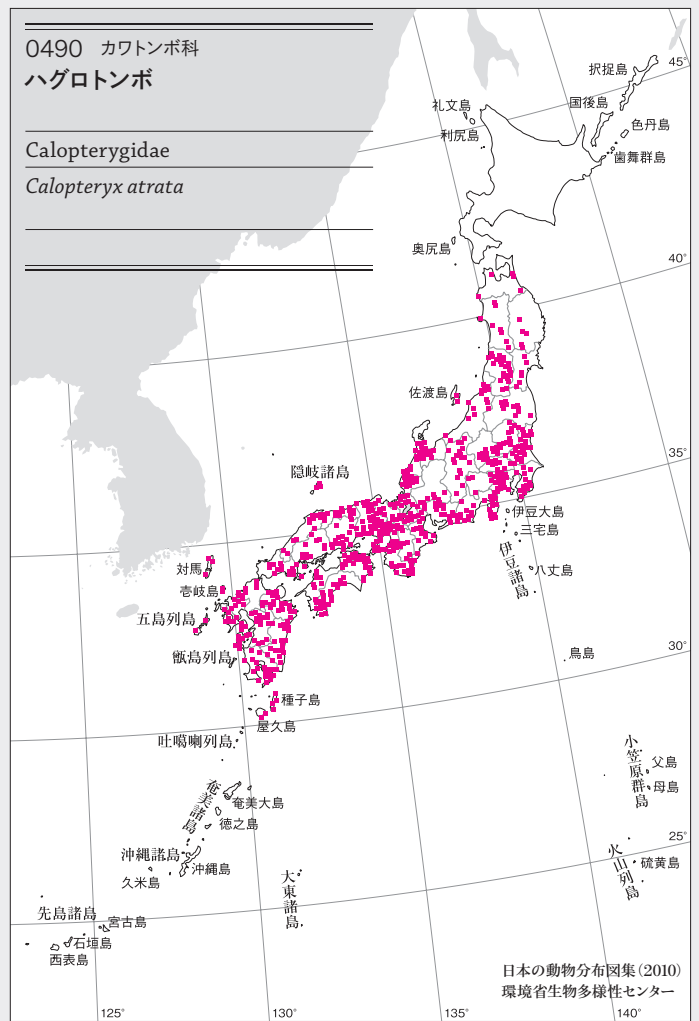 0490 カワトンボ科
ハグロトンボ
Calopterygidae
Calopteryx atrata
択捉島
45°
礼文島
国後島
色丹島
利尻島
歯舞群島
奥尻島
40°
佐渡島
35°
隠岐諸島
伊豆大島
三宅島
伊豆諸島
八丈島
対馬
壱岐島
五島列島
甑島列島
鳥島
30°
種子島
屋久島
吐噶喇列島
小笠原群島
父島
母島
奄美諸島
奄美大島
徳之島
25°
沖縄諸島
沖縄島
久米島
火山列島
硫黄島
大東諸島
先島諸島
宮古島
石垣島
西表島
日本の動物分布図集(2010)
環境省生物多様性センター
125°
130°
135°
140°